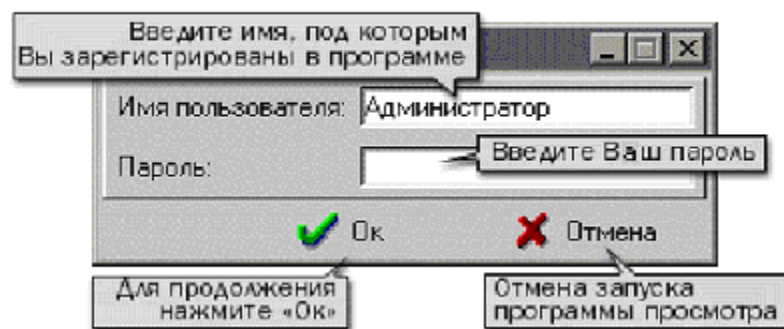 Введите имя, под которым
Вы зарегистрированы в программе
Имя пользователя: Администратор
Введите Ваш пароль
Пароль:
Ок Отмена
Для продолжения
нажмите «Ок»
Отмена запуска
программы просмотра